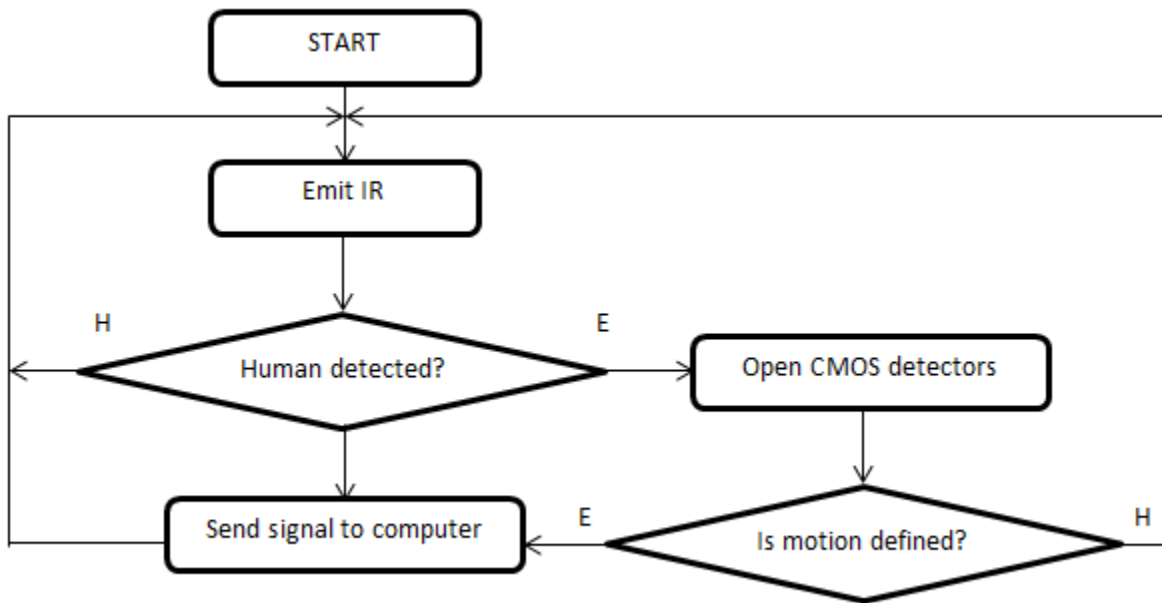 START
Emit IR
H
E
Human detected?
Open CMOS detectors
Send signal to computer
E
Is motion defined?
H